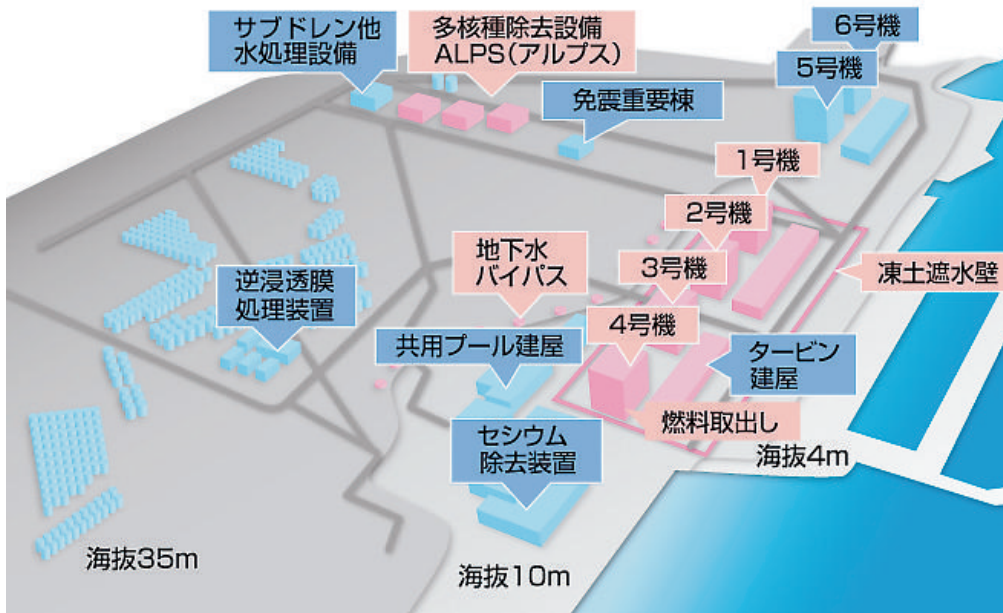 サブドレン他
水処理設備
多核種除去設備
ALPS(アルプス)
6号機
5号機
免震重要棟
1号機
2号機
地下水
バイパス
3号機
凍土遮水壁
逆浸透膜
処理装置
4号機
共用プール建屋
タービン
建屋
燃料取出し
セシウム
除去装置
海抜4m
海抜35m
海抜10m